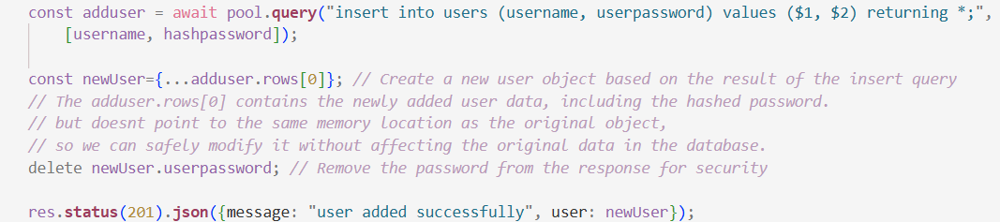 const adduser = await pool.query("insert into users (username, userpassword) values ($1, $2) returning *;",
[username, hashpassword]);
const newUser={...adduser.rows[0]}; // Create a new user object based on the result of the insert query
// The adduser.rows[0] contains the newly added user data, including the hashed password.
// but doesnt point to the same memory location as the original object,
// so we can safely modify it without affecting the original data in the database.
delete newUser.userpassword; // Remove the password from the response for security
res.status(201).json({message: "user added successfully", user: newUser});